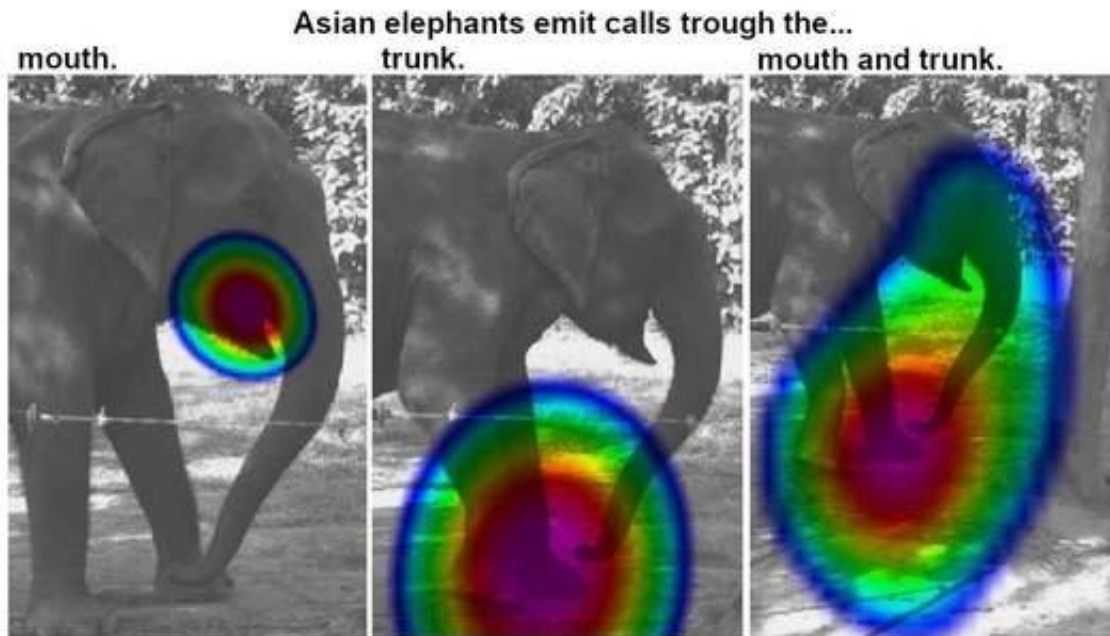 Asian elephants emit calls trough the...
mouth.
trunk.
mouth and trunk.